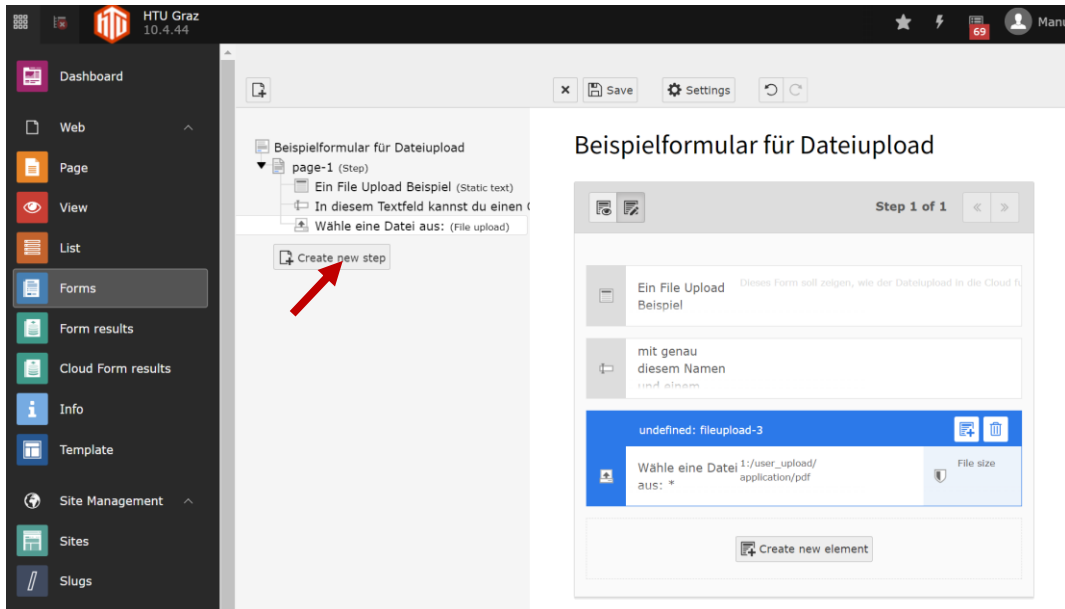 HTU Graz
10.4.44
69
Manu
Dashboard
Web
Page
View
List
Forms
Form results
Cloud Form results
Info
Template
Site Management
Sites
Slugs
Beispielformular für Dateiupload
page-1 (Step)
Ein File Upload Beispiel (Static text)
In diesem Textfeld kannst du einen
Wähle eine Datei aus: (File upload)
Create new step
Save
Settings
Beispielformular für Dateiupload
Step 1 of 1
Ein File Upload
Beispiel
Dieses Form soll zeigen, wie der Dateiupload in die Cloud fu
mit genau
diesem Namen
und einem
undefined: fileupload-3
Wähle eine Datei
aus: *
1:/user_upload/
application/pdf
File size
Create new element